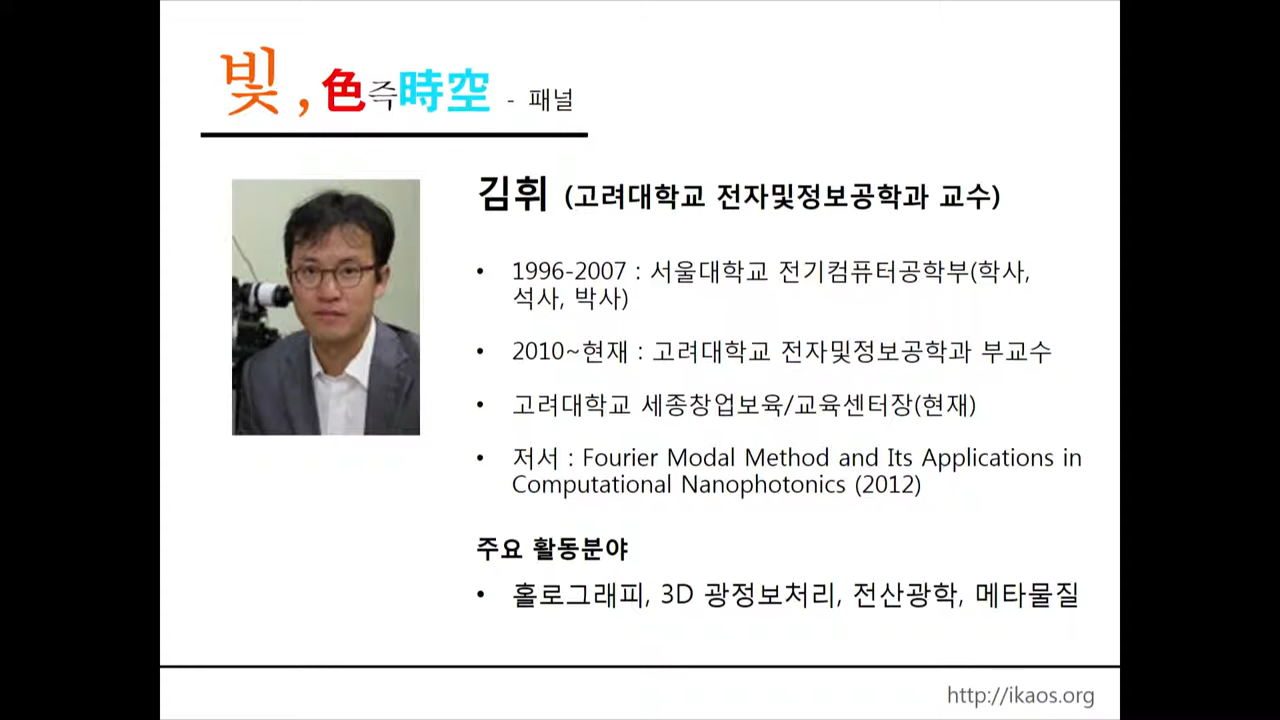 빛, 色즉時空 - 패널
김휘 (고려대학교 전자및정보공학과 교수)
• 1996-2007 : 서울대학교 전기컴퓨터공학부(학사,
석사, 박사)
• 2010~현재 : 고려대학교 전자및정보공학과 부교수
• 고려대학교 세종창업보육/교육센터장(현재)
• 저서 : Fourier Modal Method and Its Applications in
Computational Nanophotonics (2012)
주요 활동분야
• 홀로그래피, 3D 광정보처리, 전산광학, 메타물질
http://ikaos.org